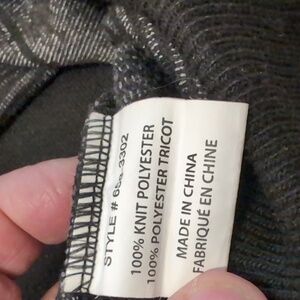 STYLE #
100% KNIT POLYESTER
100% POLYESTER TRICOT
MADE IN CHINA
FABRIQUÉ EN CHINE